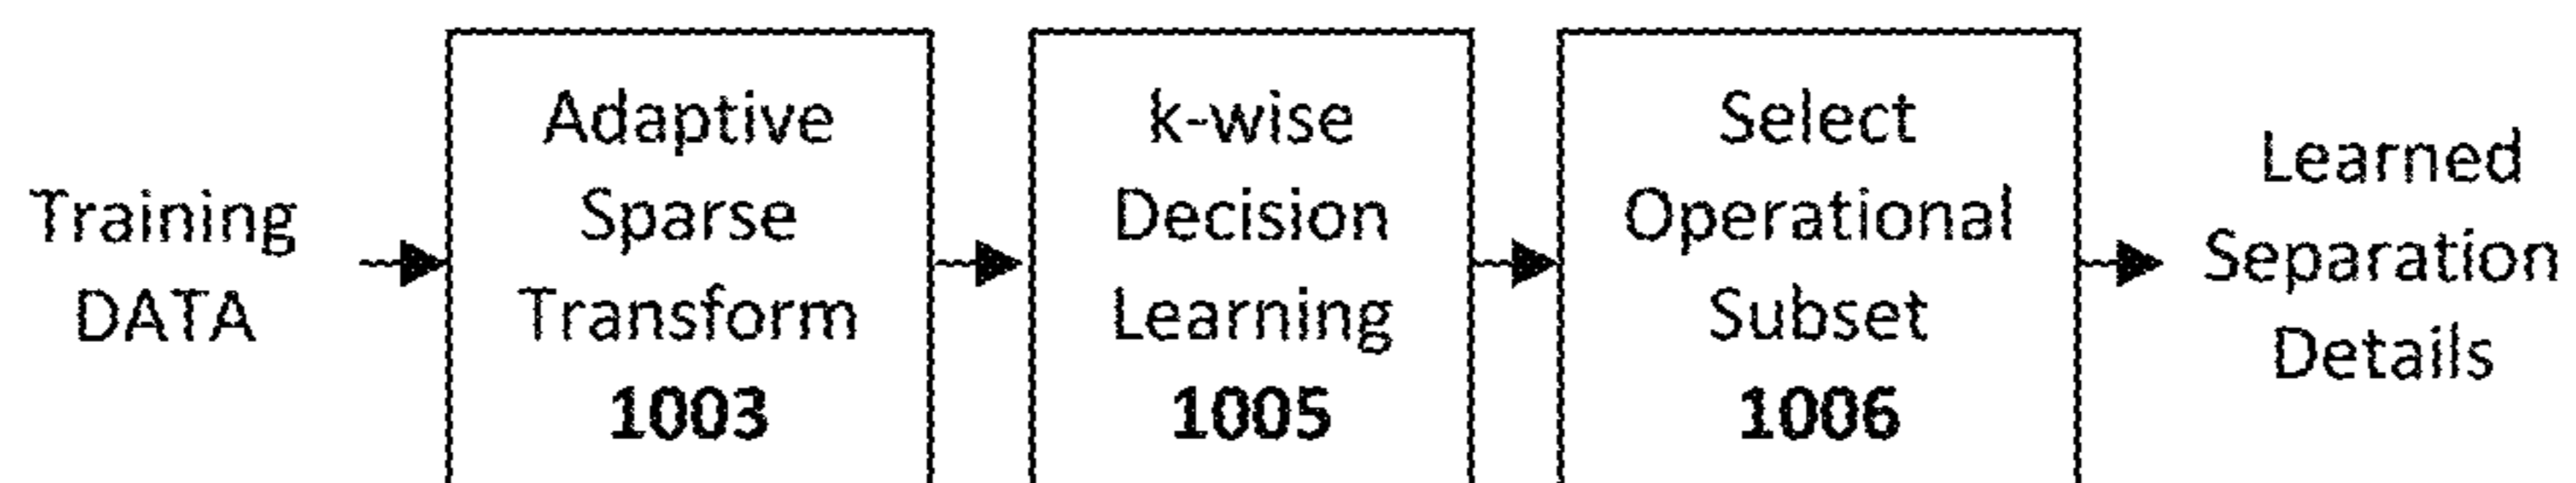 Training
DATA
Adaptive
Sparse
Transform
1003
k-wise
Decision
Learning
1005
Select
Operational
Subset
1006
Learned
Separation
Details